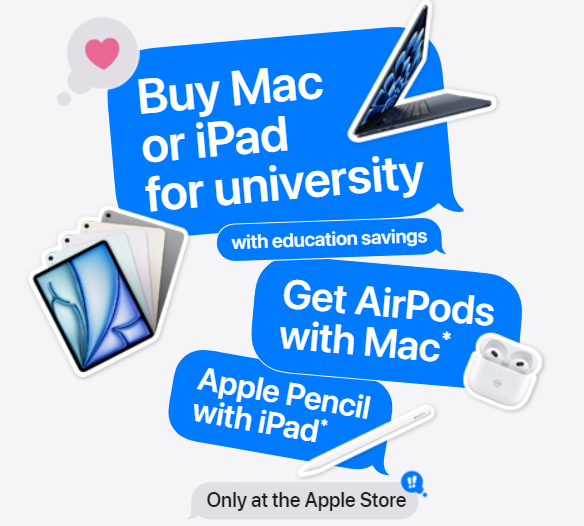 Buy Mac
or iPad
for university
with education savings
Get AirPods
with Mac*
Apple Pencil
with iPad*
!!
Only at the Apple Store